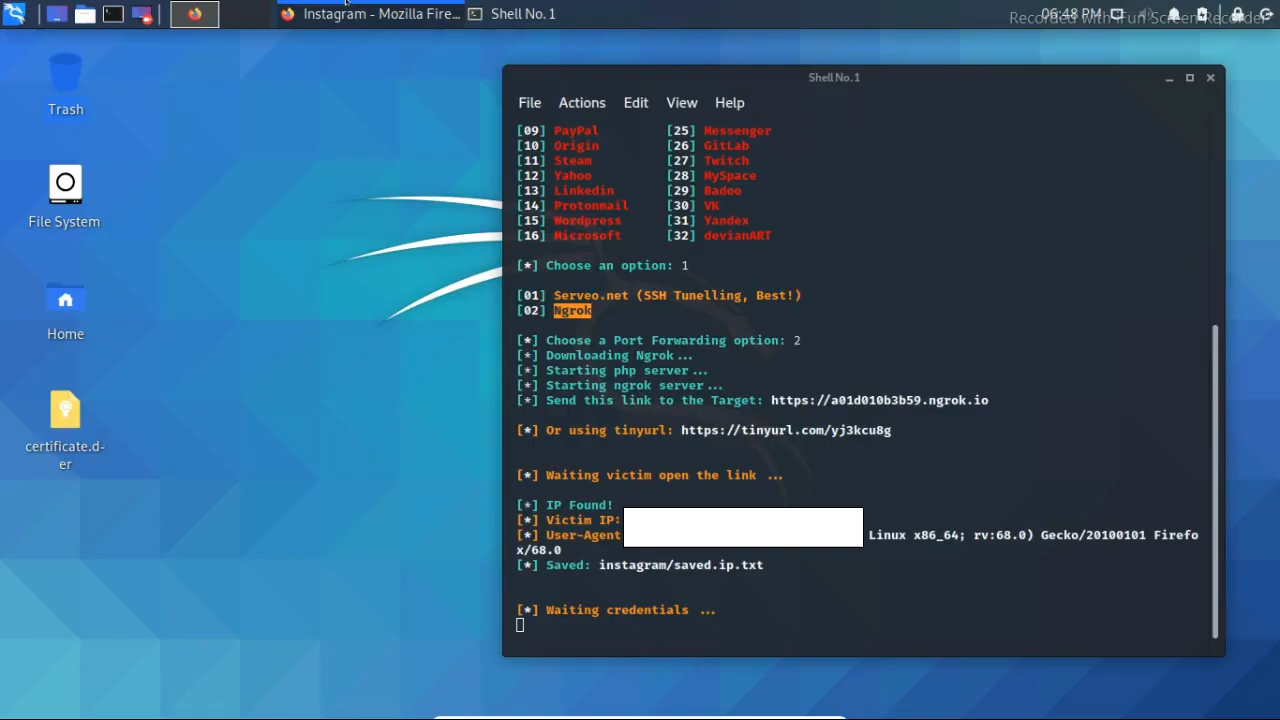 Instagram - Mozilla Fire...
Shell No. 1
06:48 PM
Recorded with iFun Screen Recorder
Trash
File System
Home
certificate.d-
er
Shell No.1
File Actions Edit View Help
[09] PayPal [25] Messenger
[10] Origin [26] GitLab
[11] Steam [27] Twitch
[12] Yahoo [28] MySpace
[13] Linkedin [29] Badoo
[14] Protonmail [30] VK
[15] Wordpress [31] Yandex
[16] Microsoft [32] devianART
[*] Choose an option: 1
[01] Serveo.net (SSH Tunelling, Best!)
[02] Ngrok
[*] Choose a Port Forwarding option: 2
[*] Downloading Ngrok...
[*] Starting php server...
[*] Starting ngrok server...
[*] Send this link to the Target: https://a01d010b3b59.ngrok.io
[*] Or using tinyurl: https://tinyurl.com/yj3kcu8g
[*] Waiting victim open the link ...
[*] IP Found!
[*] Victim IP:
[*] User-Agent Linux x86_64; rv:68.0) Gecko/20100101 Firefo
x/68.0
[*] Saved: instagram/saved.ip.txt
[*] Waiting credentials ...